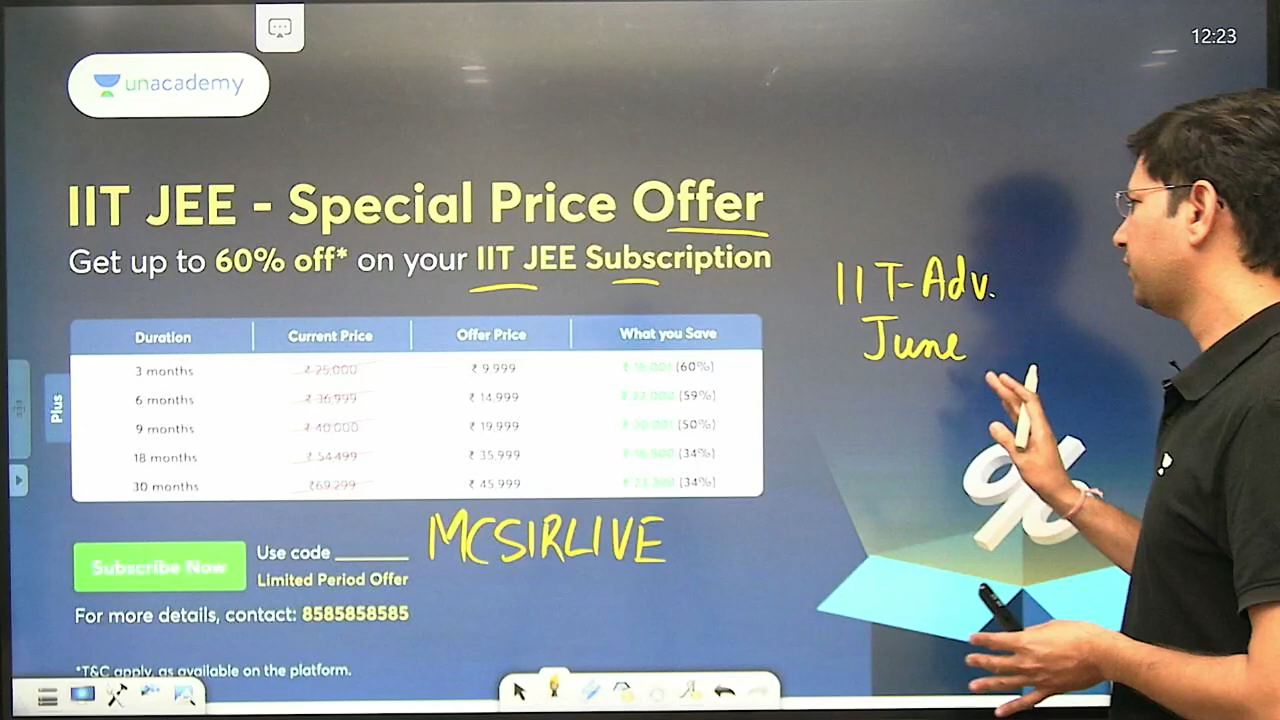 12:23
unacademy
IIT JEE - Special Price Offer
Get up to 60% off* on your IIT JEE Subscription
IIT-Adv.
June
Duration Current Price Offer Price What you Save
3 months ₹ 25,000 ₹ 9,999 (60%)
6 months ₹ 36,999 ₹ 14,999 (59%)
Plus
9 months ₹ 40,000 ₹ 19,999 (50%)
18 months ₹ 54,499 ₹ 35,999 (34%)
30 months ₹69,299 ₹ 45,999 (34%)
MCSIRLIVE
Subscribe Now Use code
Limited Period Offer
For more details, contact: 8585858585
*T&C apply, as available on the platform.